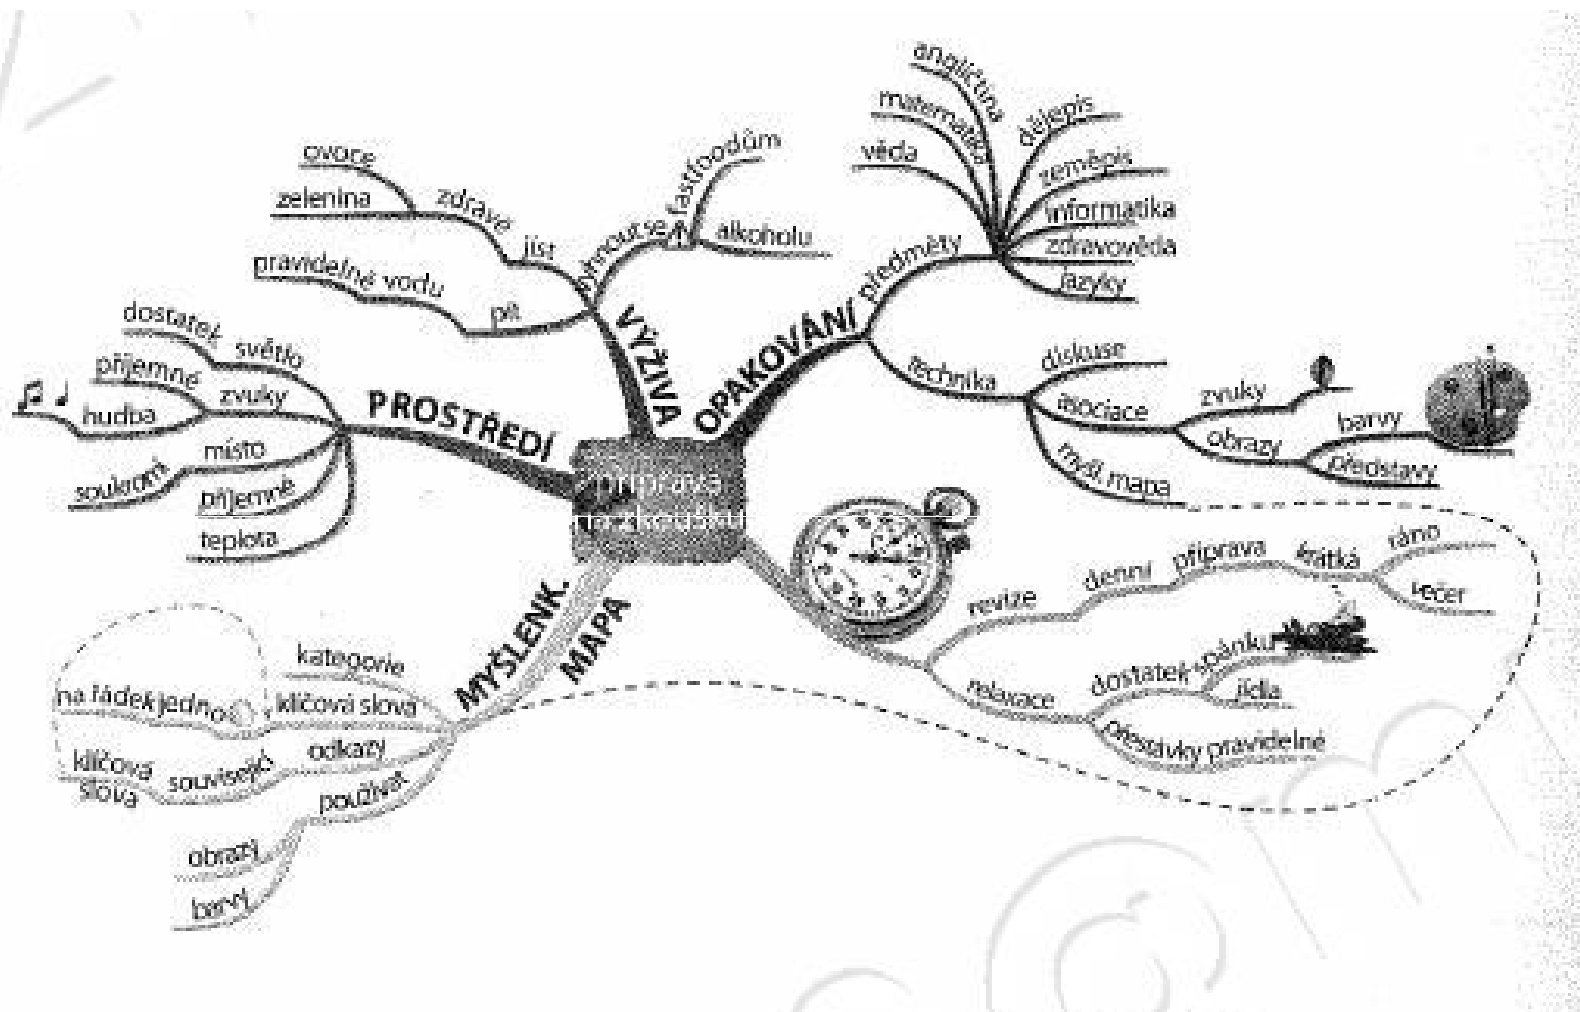 příprava
VÝŽIVA
jíst
zdravé
ovoce
zelenina
pít
vodu
pravidelně
fastfoodům
alkoholu
OPAKOVÁNÍ
předměty
angličtina
matematika
věda
dějepis
zeměpis
informatika
zdravověda
jazyky
technika
diskuse
asociace
zvuky
obrazy
barvy
představy
myšl. mapa
PROSTŘEDÍ
světlo
dostatek
zvuky
příjemné
hudba
místo
soukromí
příjemné
teplota
MYŠLENK.
MAPA
kategorie
klíčová slova
na řádek jedno
odkazy
související
klíčová
slova
používat
obrazy
barvy
revize
denní
příprava
krátká
ráno
večer
relaxace
dostatek
spánku
jídla
přestávky pravidelné